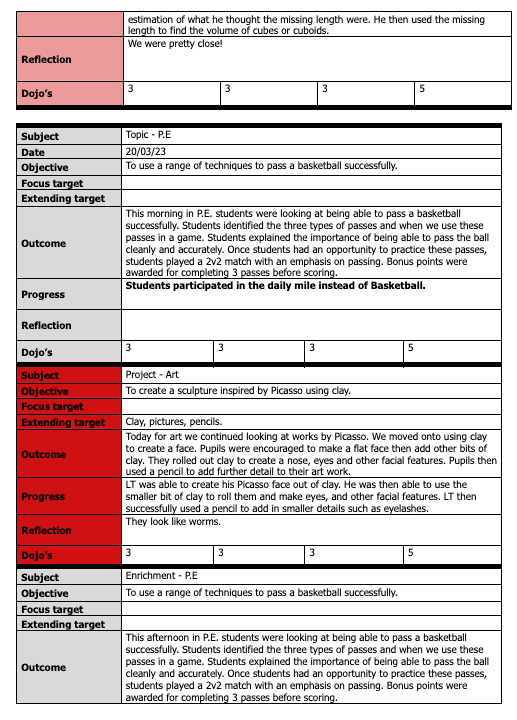 estimation of what he thought the missing length were. He then used the missing
length to find the volume of cubes or cuboids.
Reflection
We were pretty close!
Dojo's
3 3 3 5
Subject
Topic - P.E
Date
20/03/23
Objective
To use a range of techniques to pass a basketball successfully.
Focus target
Extending target
Outcome
This morning in P.E. students were looking at being able to pass a basketball
successfully. Students identified the three types of passes and when we use these
passes in a game. Students explained the importance of being able to pass the ball
cleanly and accurately. Once students had an opportunity to practice these passes,
students played a 2v2 match with an emphasis on passing. Bonus points were
awarded for completing 3 passes before scoring.
Progress
Students participated in the daily mile instead of Basketball.
Reflection
Dojo's
3 3 3 5
Subject
Project - Art
Objective
To create a sculpture inspired by Picasso using clay.
Focus target
Extending target
Clay, pictures, pencils.
Outcome
Today for art we continued looking at works by Picasso. We moved onto using clay
to create a face. Pupils were encouraged to make a flat face then add other bits of
clay. They rolled out clay to create a nose, eyes and other facial features. Pupils then
used a pencil to add further detail to their art work.
Progress
LT was able to create his Picasso face out of clay. He was then able to use the
smaller bit of clay to roll them and make eyes, and other facial features. LT then
successfully used a pencil to add in smaller details such as eyelashes.
Reflection
They look like worms.
Dojo's
3 3 3 5
Subject
Enrichment - P.E
Objective
To use a range of techniques to pass a basketball successfully.
Focus target
Extending target
Outcome
This afternoon in P.E. students were looking at being able to pass a basketball
successfully. Students identified the three types of passes and when we use these
passes in a game. Students explained the importance of being able to pass the ball
cleanly and accurately. Once students had an opportunity to practice these passes,
students played a 2v2 match with an emphasis on passing. Bonus points were
awarded for completing 3 passes before scoring.